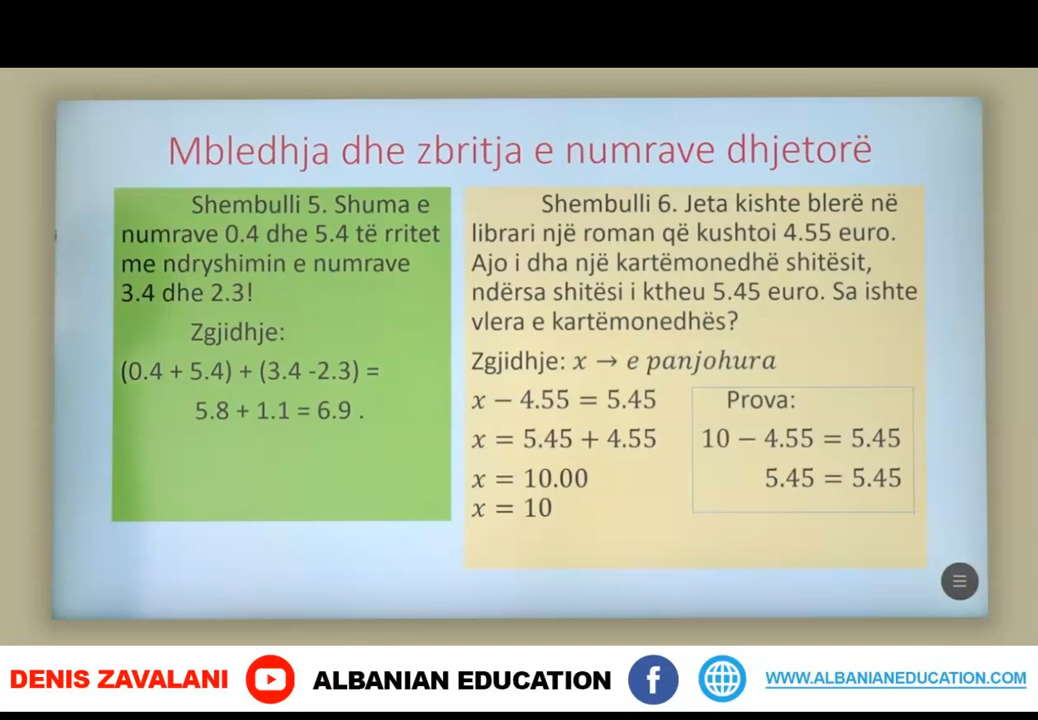 Mbledhja dhe zbritja e numrave dhjetorë
Shembulli 5. Shuma e
numrave 0.4 dhe 5.4 të rritet
me ndryshimin e numrave
3.4 dhe 2.3!
Zgjidhje:
(0.4 + 5.4) + (3.4 -2.3) =
5.8 + 1.1 = 6.9 .
Shembulli 6. Jeta kishte blerë në
librari një roman që kushtoi 4.55 euro.
Ajo i dha një kartëmonedhë shitësit,
ndërsa shitësi i ktheu 5.45 euro. Sa ishte
vlera e kartëmonedhës?
Zgjidhje: x → e panjohura
x − 4.55 = 5.45
x = 5.45 + 4.55
x = 10.00
x = 10
Prova:
10 − 4.55 = 5.45
5.45 = 5.45
DENIS ZAVALANI
ALBANIAN EDUCATION
WWW.ALBANIANEDUCATION.COM